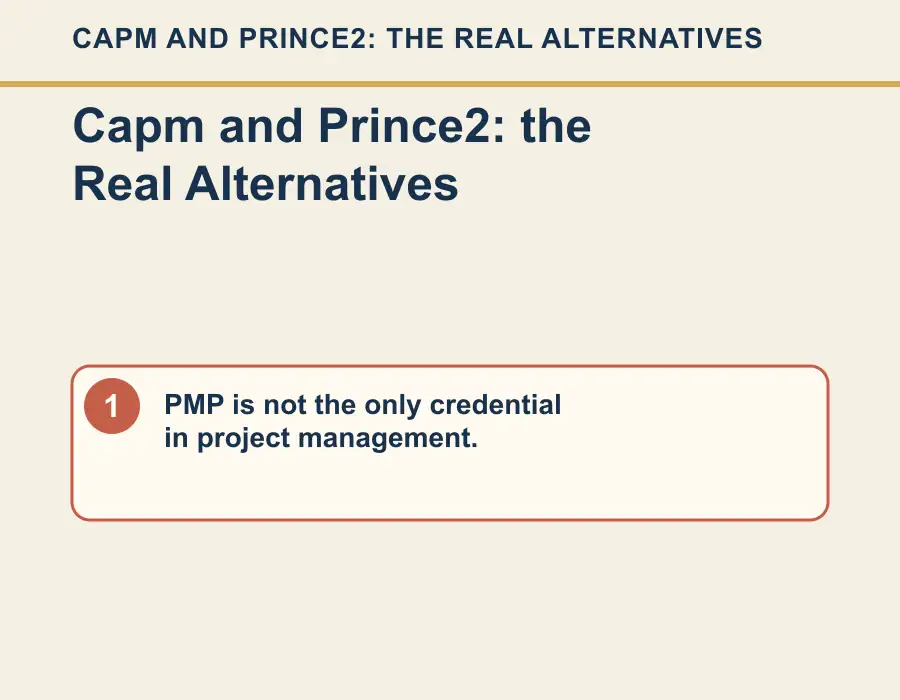 CAPM AND PRINCE2: THE REAL ALTERNATIVES
Capm and Prince2: the
Real Alternatives
1
PMP is not the only credential
in project management.